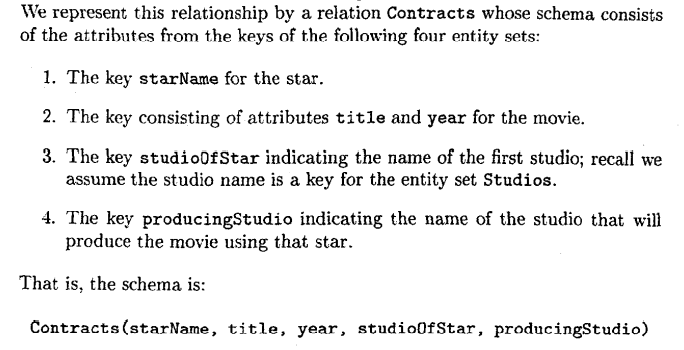 We represent this relationship by a relation Contracts whose schema consists
of the attributes from the keys of the following four entity sets:
1. The key starName for the star.
2. The key consisting of attributes title and year for the movie.
3. The key studioOfStar indicating the name of the first studio; recall we
assume the studio name is a key for the entity set Studios.
4. The key producingStudio indicating the name of the studio that will
produce the movie using that star.
That is, the schema is:
Contracts(starName, title, year, studioOfStar, producingStudio)